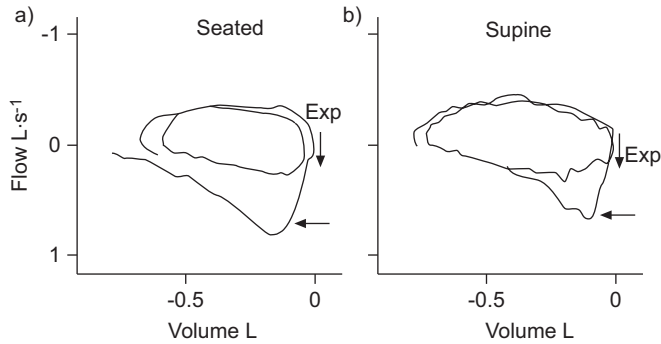 a)
Seated
-1
0
1
Flow L·s⁻¹
Exp
-0.5
0
Volume L
b)
Supine
Exp
-0.5
0
Volume L